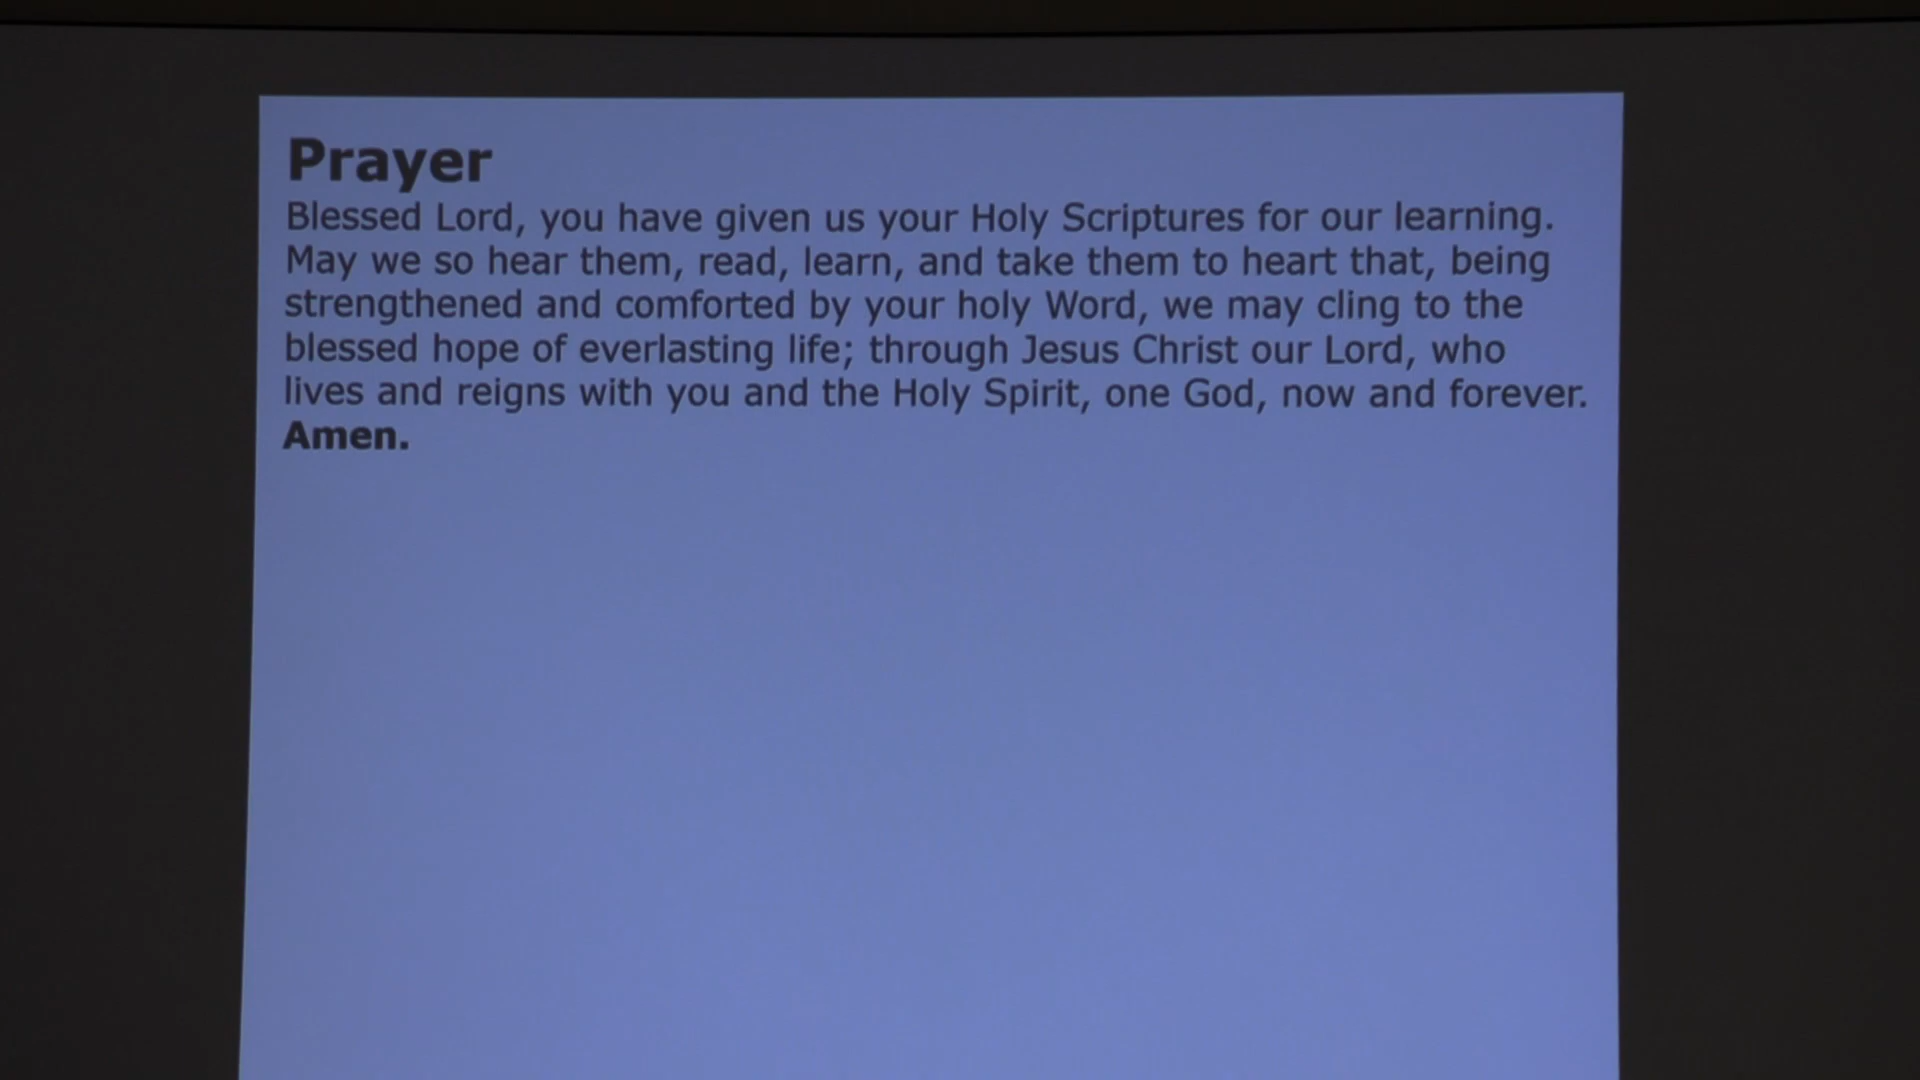 Prayer
Blessed Lord, you have given us your Holy Scriptures for our learning.
May we so hear them, read, learn, and take them to heart that, being
strengthened and comforted by your holy Word, we may cling to the
blessed hope of everlasting life; through Jesus Christ our Lord, who
lives and reigns with you and the Holy Spirit, one God, now and forever.
Amen.